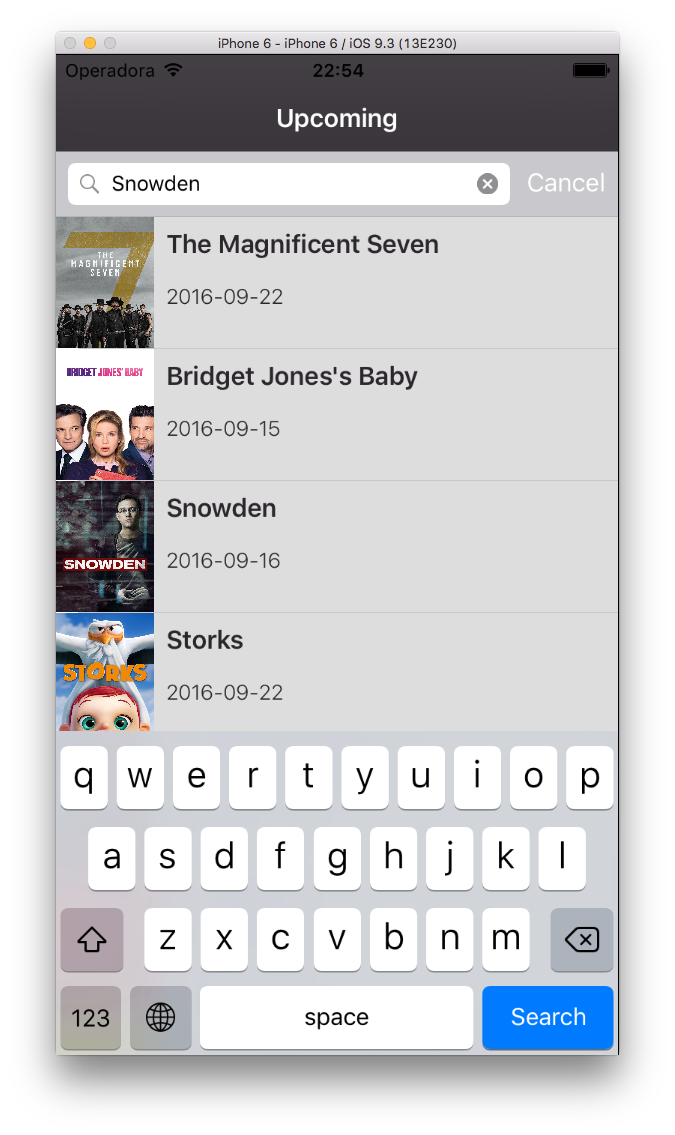 iPhone 6 - iPhone 6 / iOS 9.3 (13E230)
Operadora 22:54
Upcoming
Snowden Cancel
THE
MAGNIFICENT
SEVEN
The Magnificent Seven
2016-09-22
BRIDGET JONES' BABY
Bridget Jones's Baby
2016-09-15
SNOWDEN
Snowden
2016-09-16
STORKS
Storks
2016-09-22
q w e r t y u i o p
a s d f g h j k l
z x c v b n m
123 space Search